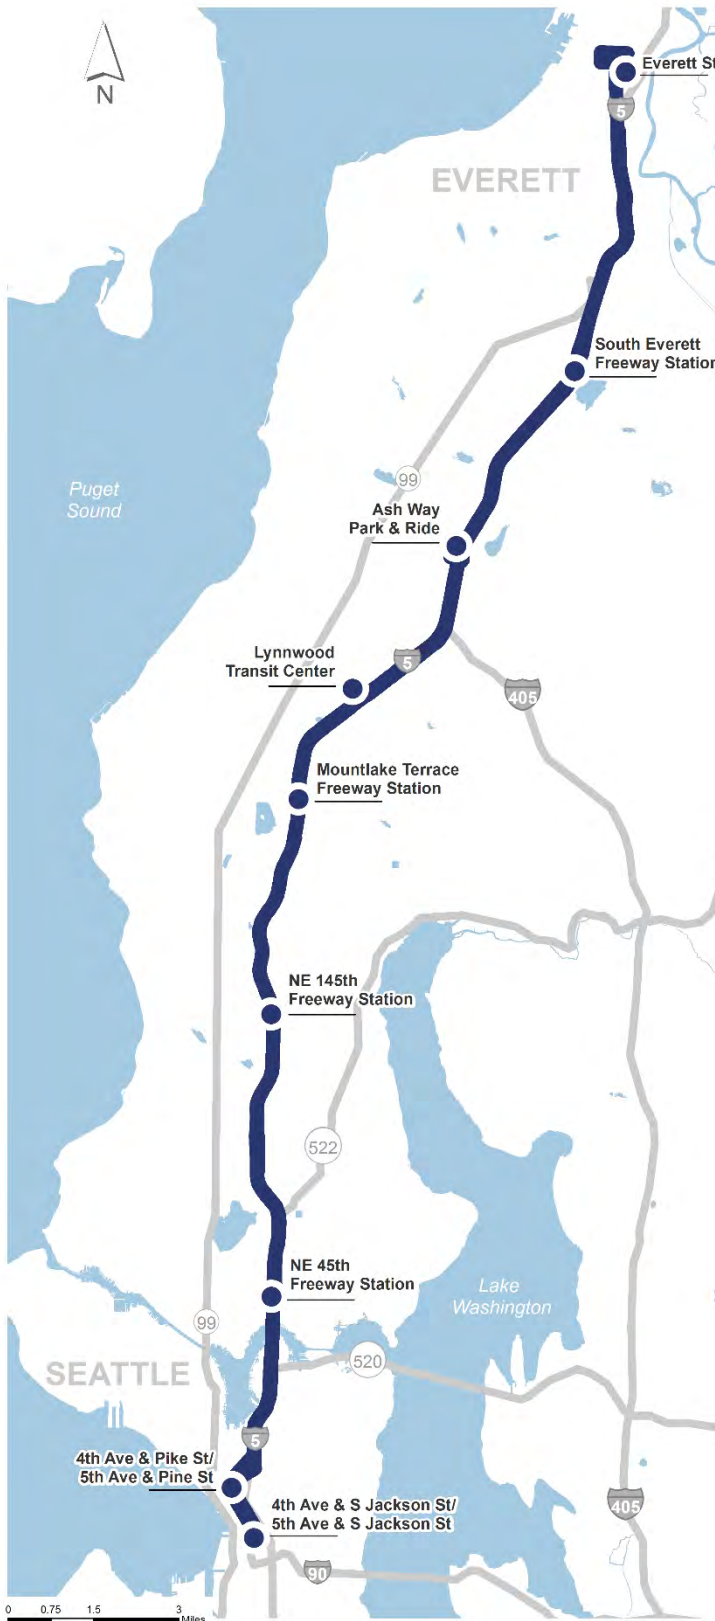 N
Everett St
5
EVERETT
South Everett
Freeway Station
99
Puget
Sound
Ash Way
Park & Ride
Lynnwood
Transit Center
5
405
Mountlake Terrace
Freeway Station
NE 145th
Freeway Station
522
NE 45th
Freeway Station
Lake
Washington
99
520
SEATTLE
5
4th Ave & Pike St/
5th Ave & Pine St
4th Ave & S Jackson St/
5th Ave & S Jackson St
405
90
0 0.75 1.5 3
Miles